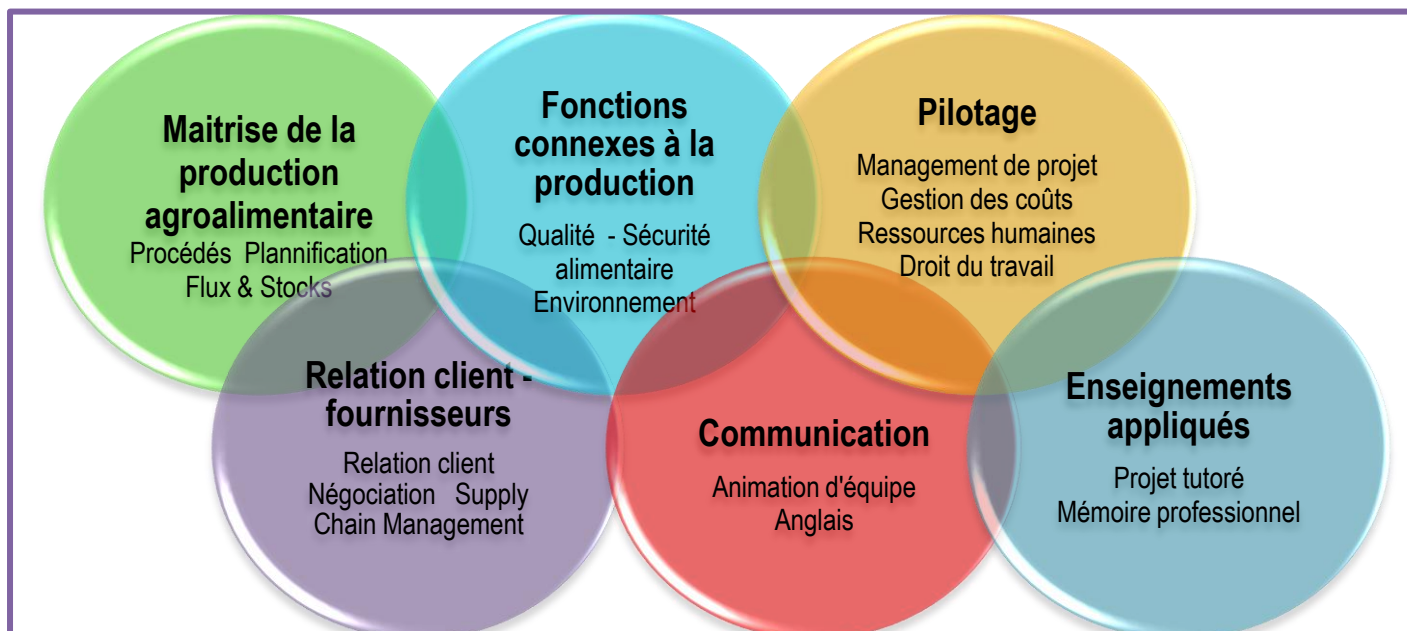 Maitrise de la
production
agroalimentaire
Procédés Plannification
Flux & Stocks
Fonctions
connexes à la
production
Qualité - Sécurité
alimentaire
Environnement
Pilotage
Management de projet
Gestion des coûts
Ressources humaines
Droit du travail
Relation client -
fournisseurs
Relation client
Négociation Supply
Chain Management
Communication
Animation d'équipe
Anglais
Enseignements
appliqués
Projet tutoré
Mémoire professionnel